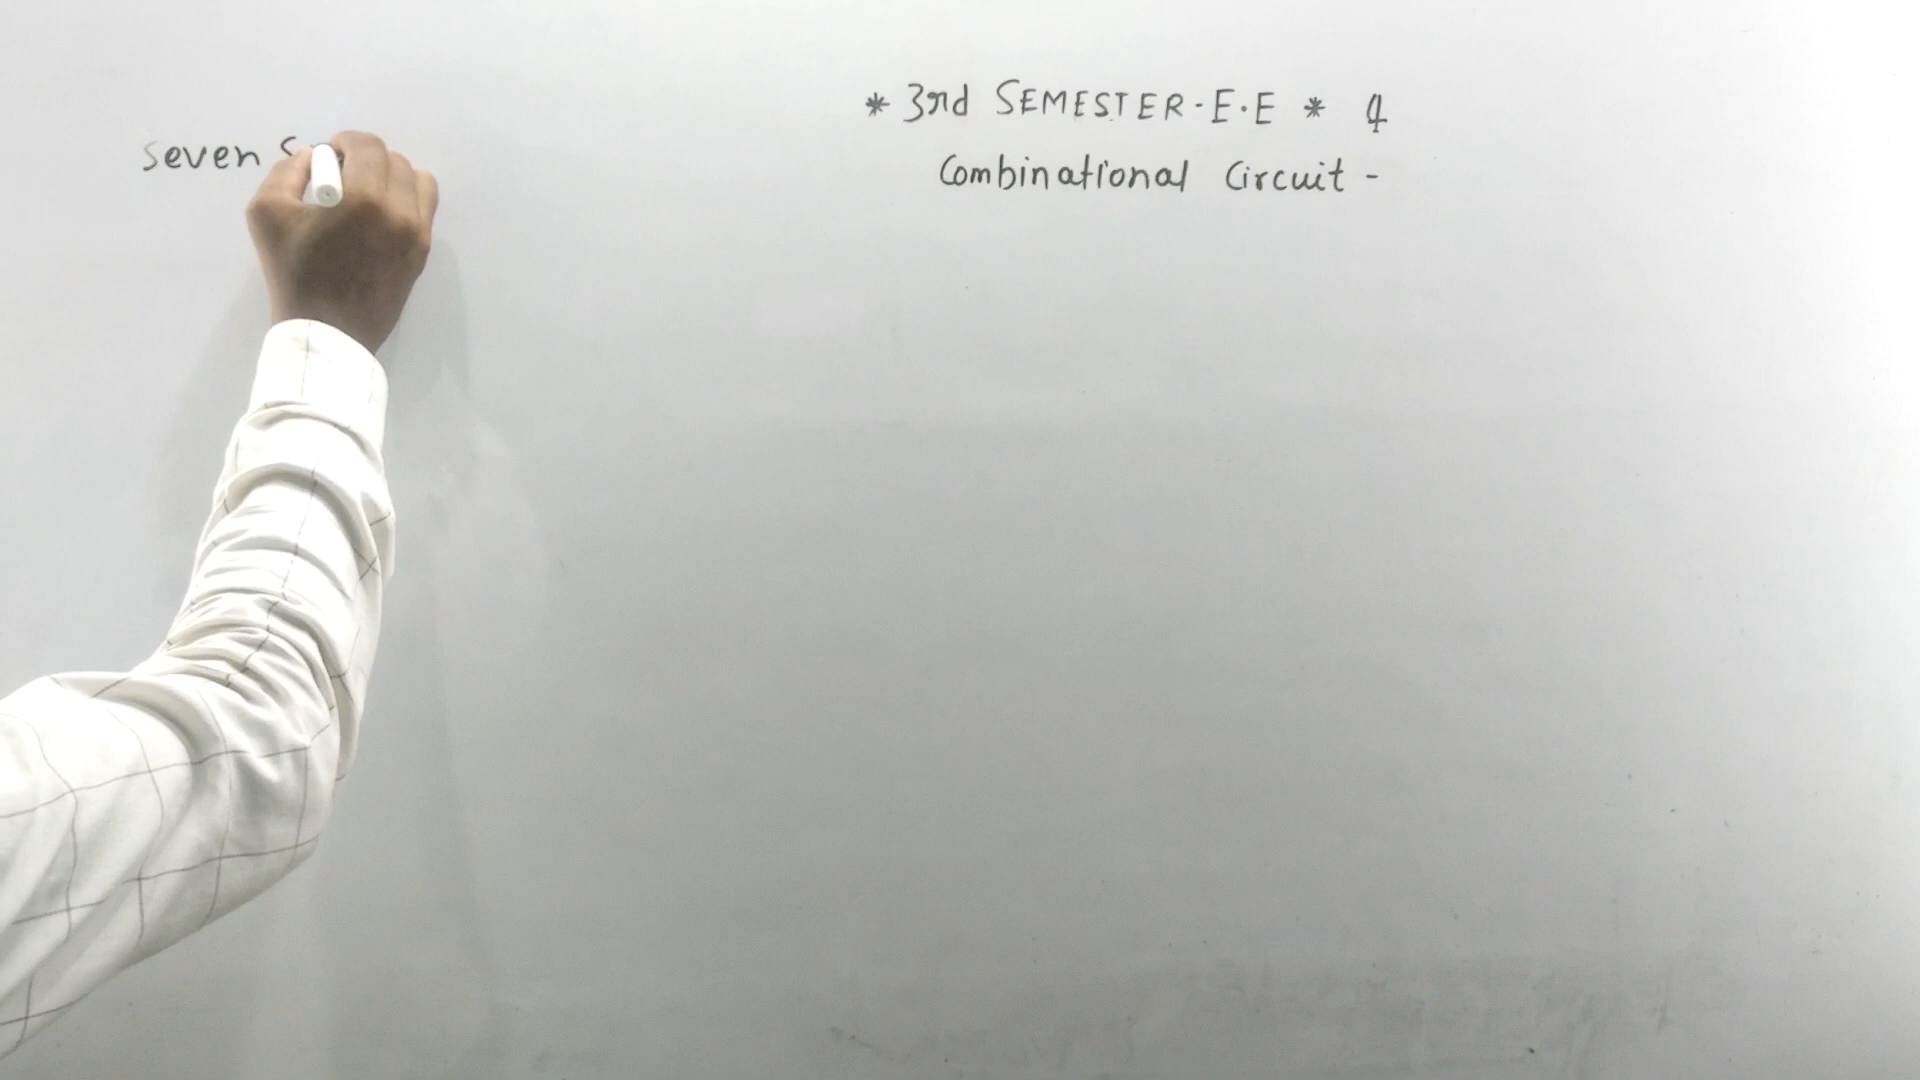 * 3rd SEMESTER-E.E * 4
Combinational Circuit -
seven